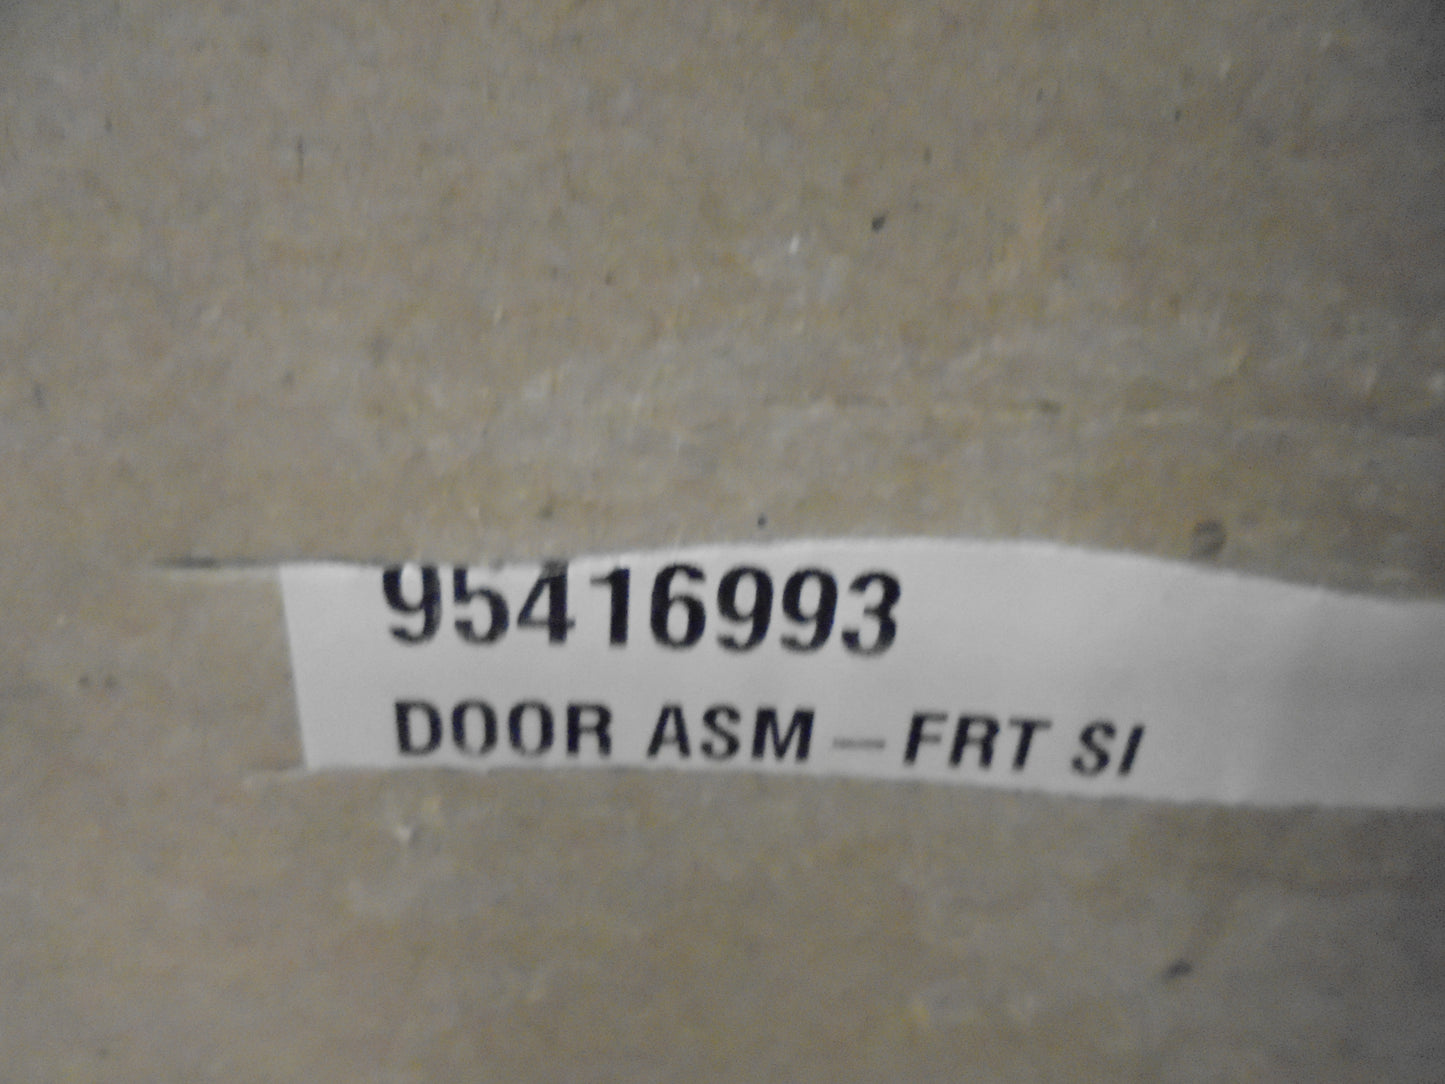 95416993
DOOR ASM — FRT SI